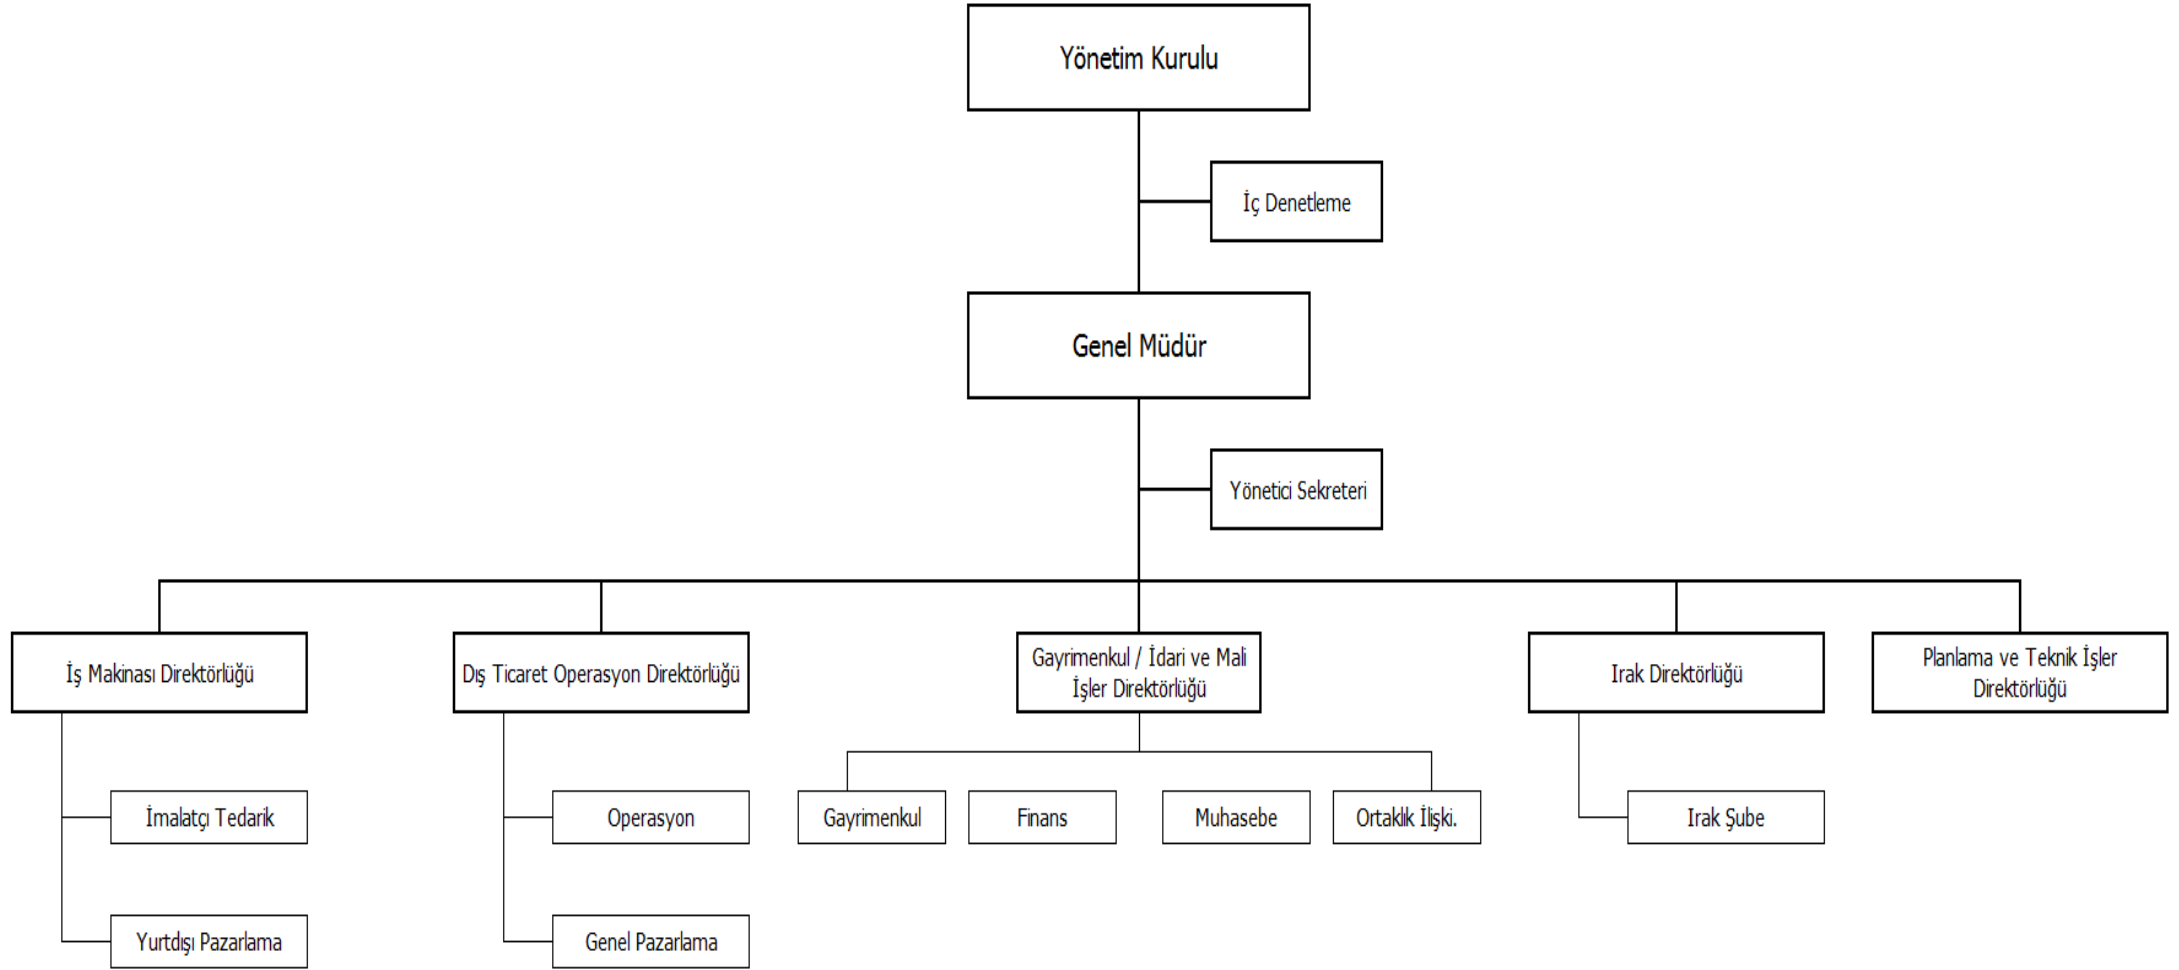 Yönetim Kurulu
İç Denetleme
Genel Müdür
Yönetici Sekreteri
İş Makinası Direktörlüğü
Dış Ticaret Operasyon Direktörlüğü
Gayrimenkul / İdari ve Mali
İşler Direktörlüğü
Irak Direktörlüğü
Planlama ve Teknik İşler
Direktörlüğü
İmalatçı Tedarik
Operasyon
Gayrimenkul
Finans
Muhasebe
Ortaklık İlişki.
Irak Şube
Yurtdışı Pazarlama
Genel Pazarlama